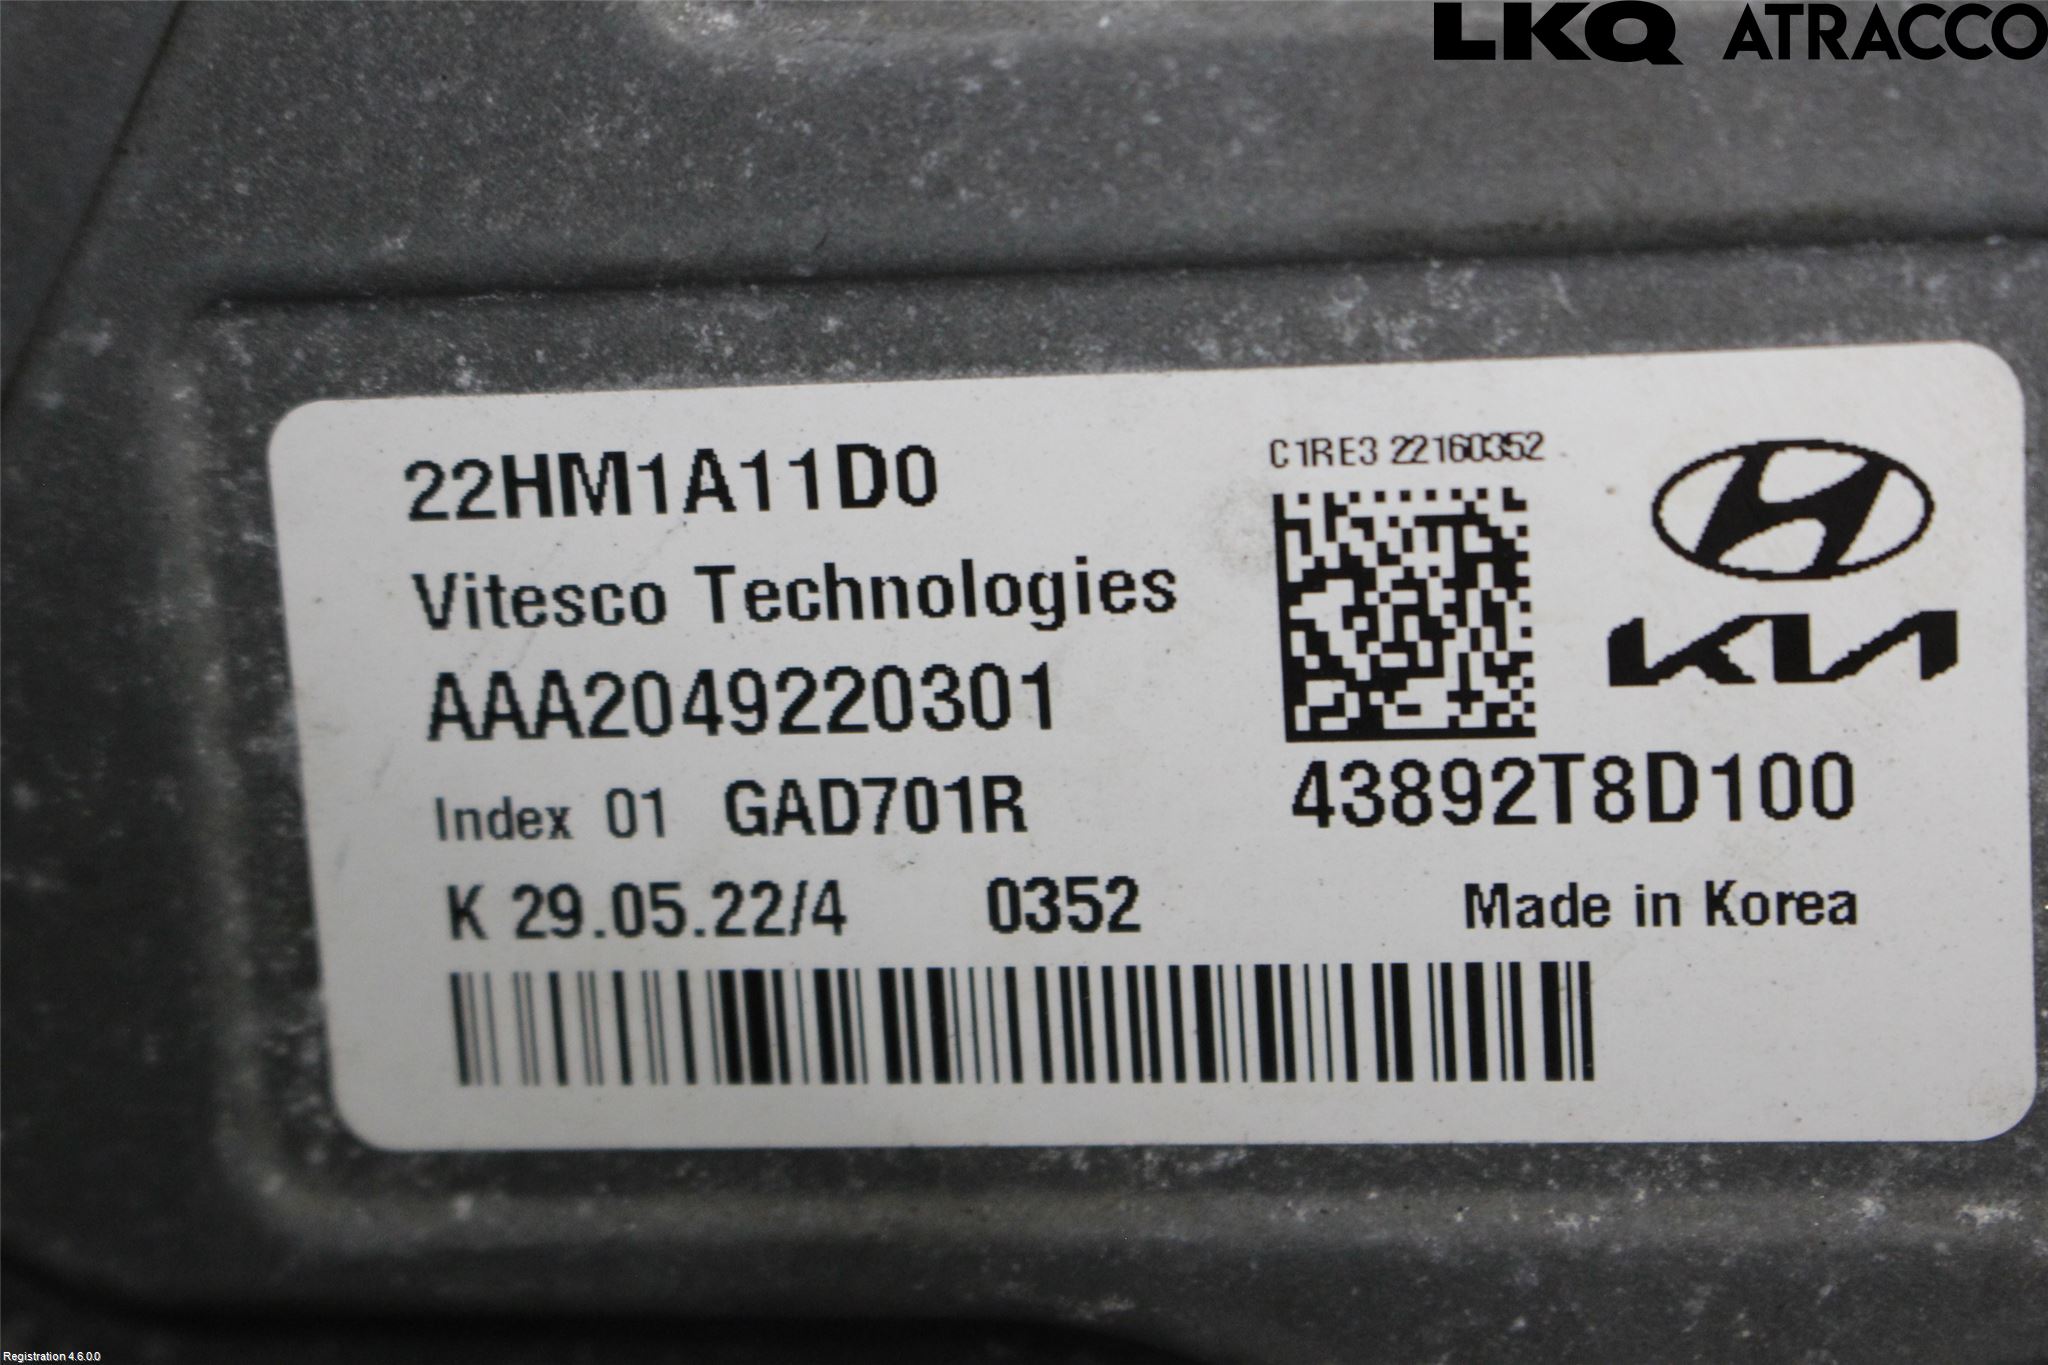 LKQ ATRACCO
22HM1A11D0
C1RE3 22160352
Vitesco Technologies
KIA
AAA2049220301
Index 01 GAD701R
43892T8D100
K 29.05.22/4 0352
Made in Korea
Registration 4.6.0.0